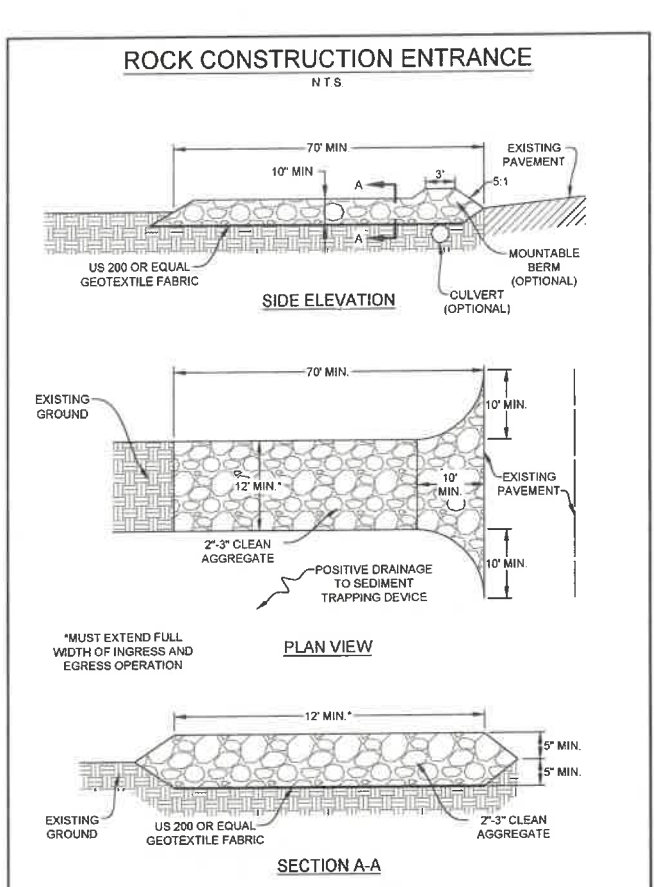 ROCK CONSTRUCTION ENTRANCE
N.T.S.
70' MIN
10" MIN
A
3'
5:1
EXISTING
PAVEMENT
A
US 200 OR EQUAL
GEOTEXTILE FABRIC
MOUNTABLE
BERM
(OPTIONAL)
CULVERT
(OPTIONAL)
SIDE ELEVATION
70' MIN.
EXISTING
GROUND
10' MIN.
12' MIN.*
10'
MIN.
EXISTING
PAVEMENT
2"-3" CLEAN
AGGREGATE
10' MIN.
POSITIVE DRAINAGE
TO SEDIMENT
TRAPPING DEVICE
*MUST EXTEND FULL
WIDTH OF INGRESS AND
EGRESS OPERATION
PLAN VIEW
12' MIN.*
5" MIN.
5" MIN.
EXISTING
GROUND
US 200 OR EQUAL
GEOTEXTILE FABRIC
2"-3" CLEAN
AGGREGATE
SECTION A-A